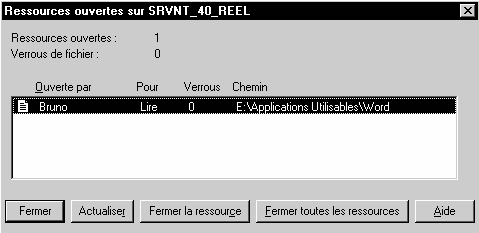 Ressources ouvertes sur SRVNT_40_REEL
Ressources ouvertes : 1
Verrous de fichier : 0
Ouverte par Pour Verrous Chemin
Bruno Lire 0 E:\Applications Utilisables\Word
Fermer Actualiser Fermer la ressource Fermer toutes les ressources Aide